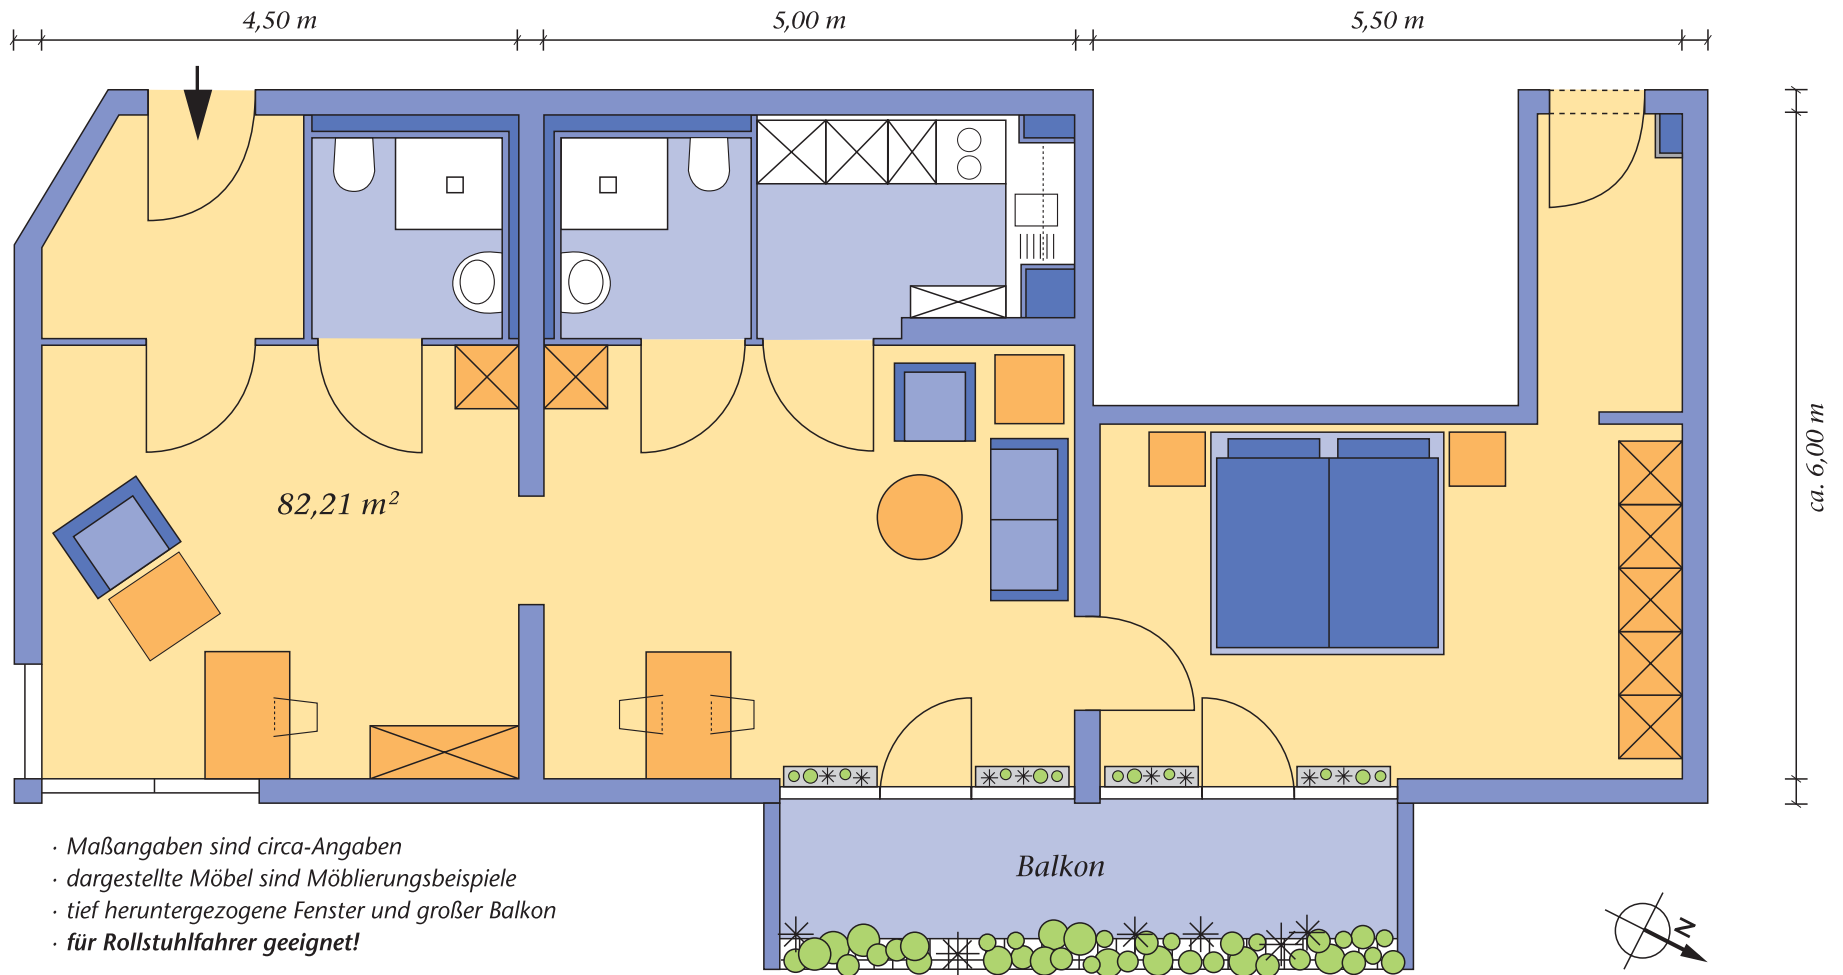 4,50 m
5,00 m
5,50 m
ca. 6,00 m
82,21 m²
Balkon
· Maßangaben sind circa-Angaben
· dargestellte Möbel sind Möblierungsbeispiele
· tief heruntergezogene Fenster und großer Balkon
· für Rollstuhlfahrer geeignet!
N